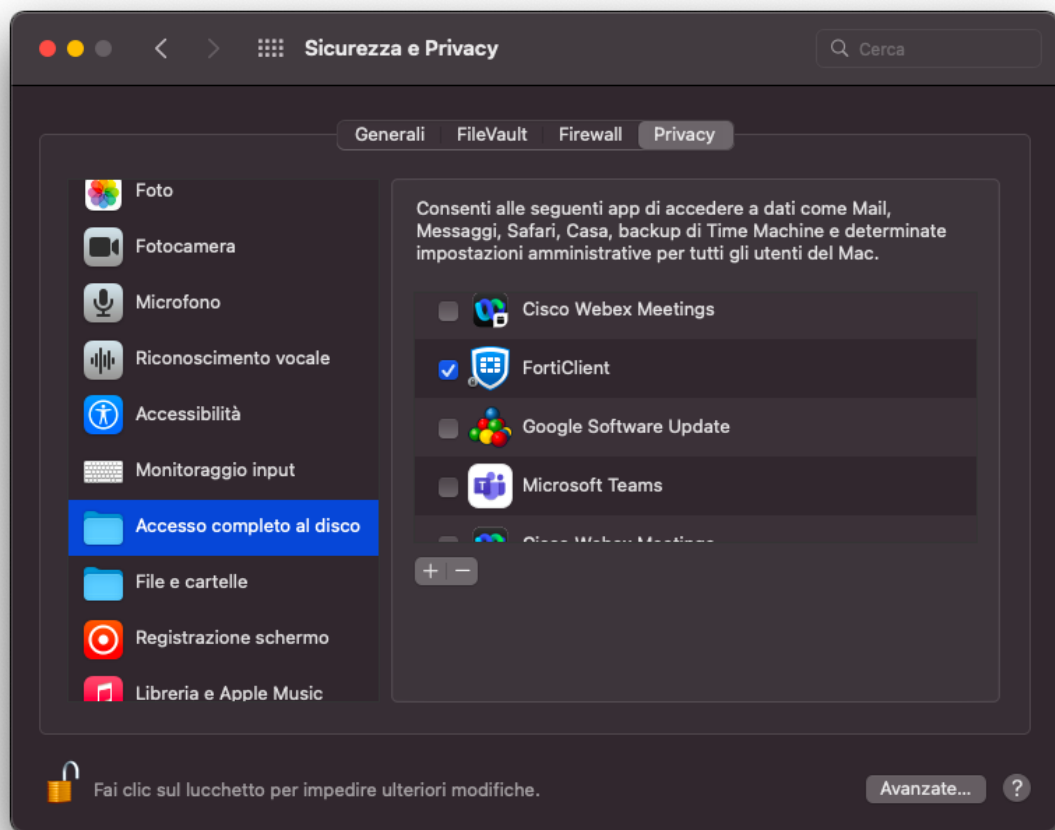 Sicurezza e Privacy
Cerca
Generali
FileVault
Firewall
Privacy
Foto
Fotocamera
Microfono
Riconoscimento vocale
Accessibilità
Monitoraggio input
Accesso completo al disco
File e cartelle
Registrazione schermo
Libreria e Apple Music
Consenti alle seguenti app di accedere a dati come Mail,
Messaggi, Safari, Casa, backup di Time Machine e determinate
impostazioni amministrative per tutti gli utenti del Mac.
Cisco Webex Meetings
FortiClient
Google Software Update
Microsoft Teams
Cisco Webex Meetings
+ −
Fai clic sul lucchetto per impedire ulteriori modifiche.
Avanzate...
?